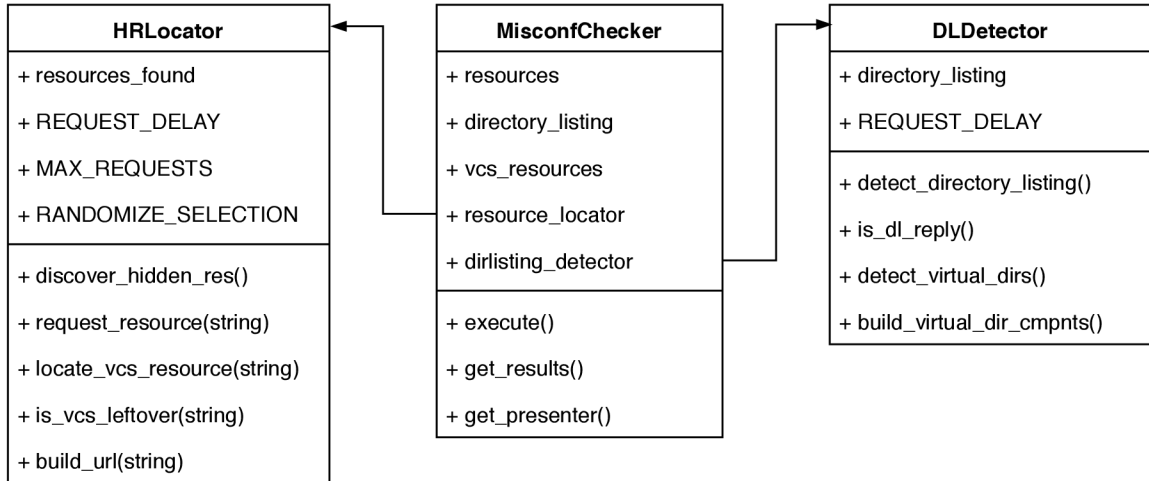 HRLocator
+ resources_found
+ REQUEST_DELAY
+ MAX_REQUESTS
+ RANDOMIZE_SELECTION
+ discover_hidden_res()
+ request_resource(string)
+ locate_vcs_resource(string)
+ is_vcs_leftover(string)
+ build_url(string)
MisconfChecker
+ resources
+ directory_listing
+ vcs_resources
+ resource_locator
+ dirlisting_detector
+ execute()
+ get_results()
+ get_presenter()
DLDetector
+ directory_listing
+ REQUEST_DELAY
+ detect_directory_listing()
+ is_dl_reply()
+ detect_virtual_dirs()
+ build_virtual_dir_cmpnts()